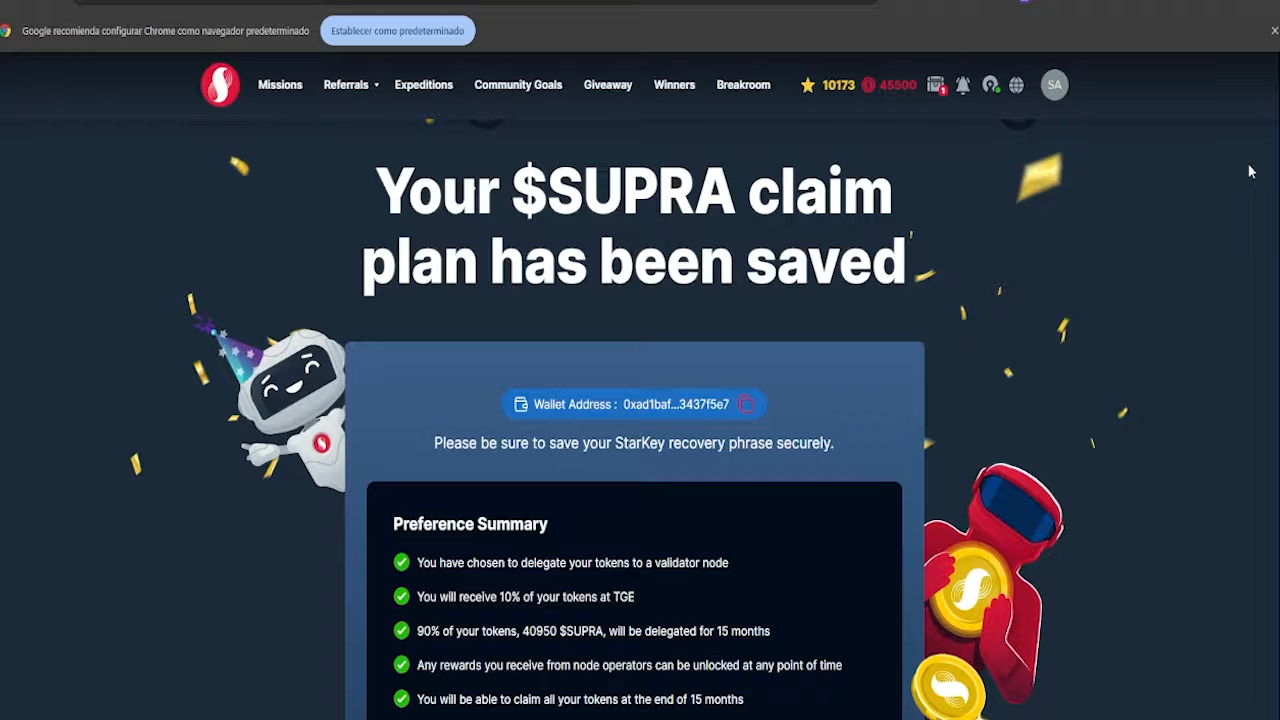 Google recomienda configurar Chrome como navegador predeterminado Establecer como predeterminado
Missions Referrals Expeditions Community Goals Giveaway Winners Breakroom 10173 45500 1 SA
Your $SUPRA claim
plan has been saved
Wallet Address : 0xad1baf...3437f5e7
Please be sure to save your StarKey recovery phrase securely.
Preference Summary
You have chosen to delegate your tokens to a validator node
You will receive 10% of your tokens at TGE
90% of your tokens, 40950 $SUPRA, will be delegated for 15 months
Any rewards you receive from node operators can be unlocked at any point of time
You will be able to claim all your tokens at the end of 15 months